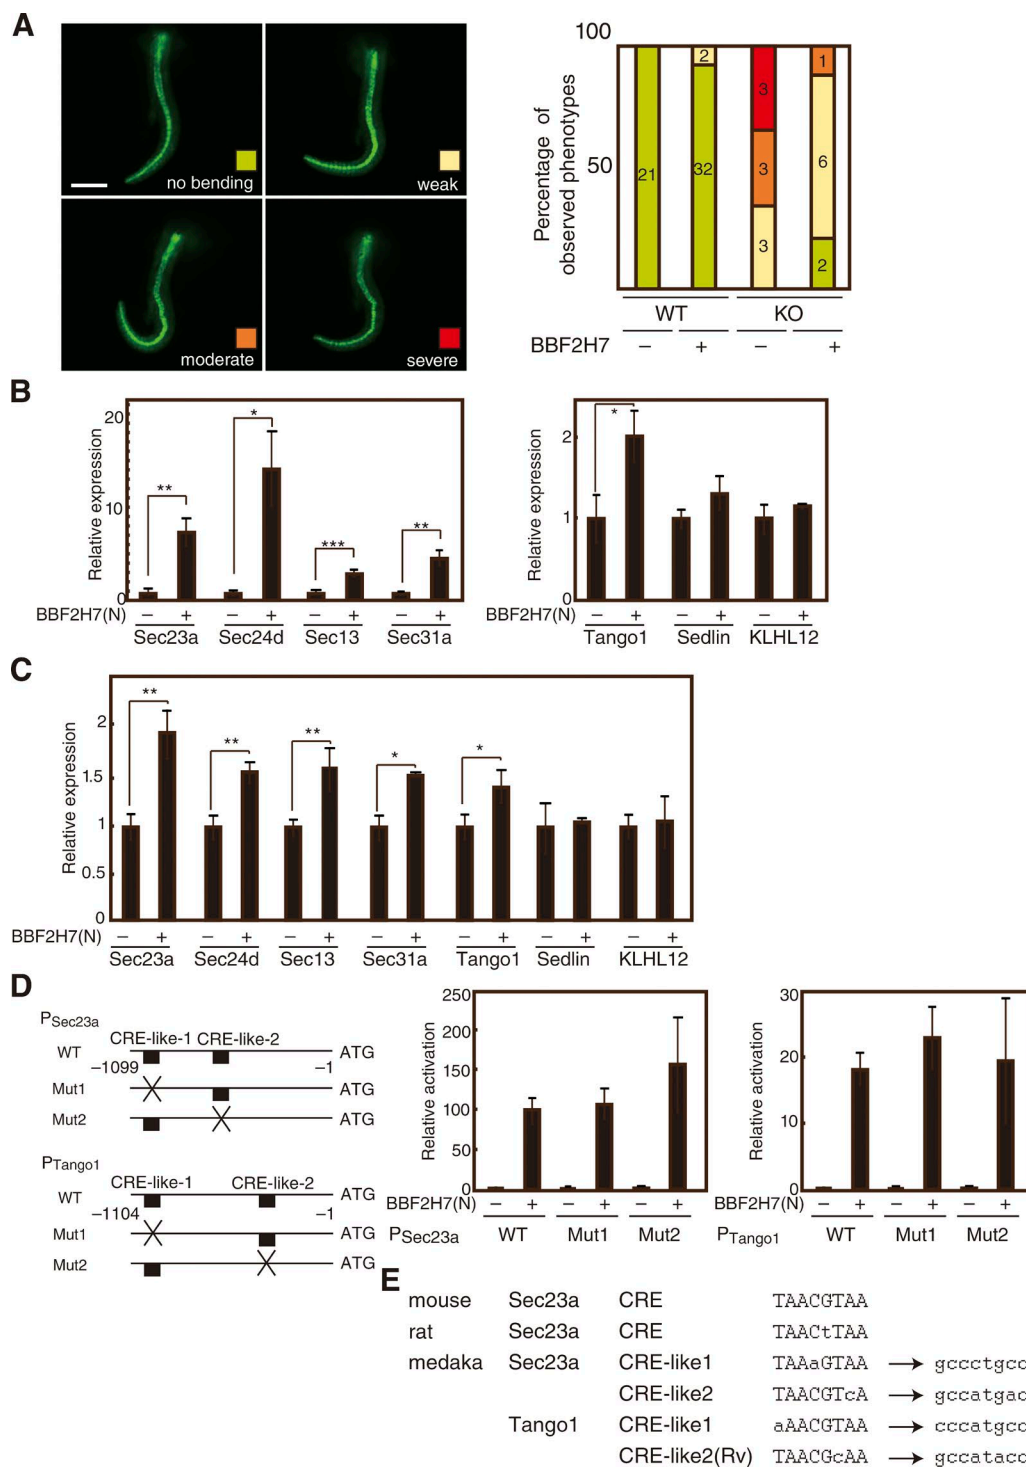 A
no bending
weak
moderate
severe
Percentage of
observed phenotypes
100
50
21
2
32
3
3
3
1
6
2
WT
KO
BBF2H7
− + − +
B
Relative expression
20
10
0
**
*
***
**
BBF2H7(N) − + − + − + − +
Sec23a Sec24d Sec13 Sec31a
Relative expression
2
1
0
*
BBF2H7(N) − + − + − +
Tango1 Sedlin KLHL12
C
Relative expression
2
1.5
1
0.5
0
**
**
**
*
*
BBF2H7(N) − + − + − + − + − + − + − +
Sec23a Sec24d Sec13 Sec31a Tango1 Sedlin KLHL12
D
PSec23a
CRE-like-1 CRE-like-2
WT ATG
−1099 −1
Mut1 ATG
Mut2 ATG
PTango1
CRE-like-1 CRE-like-2
WT ATG
−1104 −1
Mut1 ATG
Mut2 ATG
Relative activation
250
200
150
100
50
0
BBF2H7(N) − + − + − +
PSec23a WT Mut1 Mut2
Relative activation
30
20
10
0
BBF2H7(N) − + − + − +
PTango1 WT Mut1 Mut2
E
mouse Sec23a CRE TAACGTAA
rat Sec23a CRE TAACtTAA
medaka Sec23a CRE-like1 TAAaGTAA → gccctgcc
CRE-like2 TAACGTcA → gccatgac
Tango1 CRE-like1 aAACGTAA → cccatgcc
CRE-like2(Rv) TAACGcAA → gccatacc